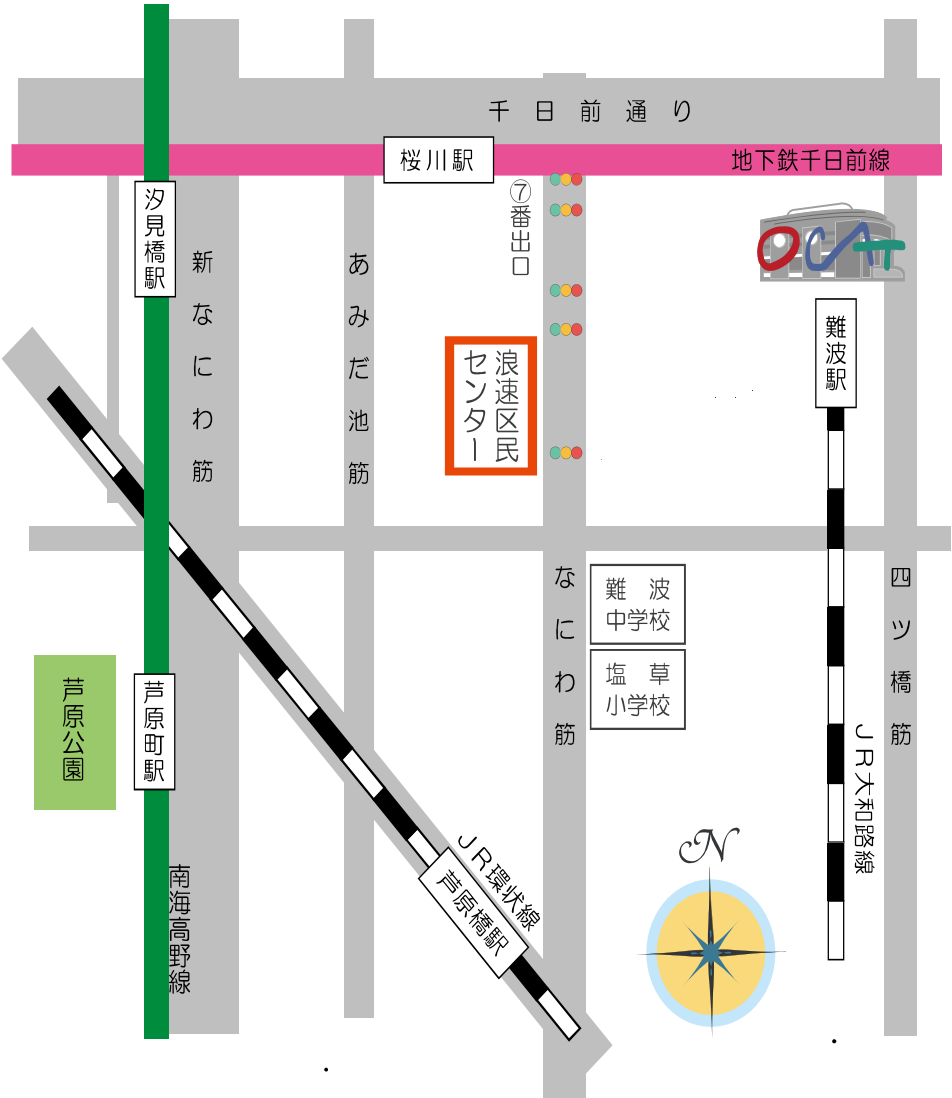 千日前通り
桜川駅
地下鉄千日前線
汐見橋駅
⑦番出口
OCAT
新なにわ筋
あみだ池筋
難波駅
浪速区民
センター
なにわ筋
難波
中学校
四ツ橋筋
塩草
小学校
芦原公園
芦原町駅
JR大和路線
JR環状線
芦原橋駅
南海高野線
N